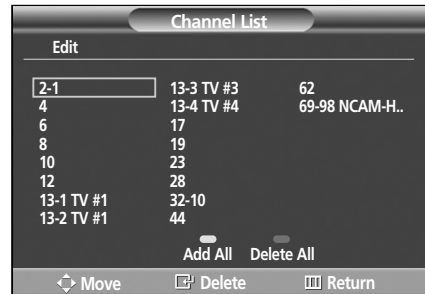 Channel List
Edit
2-1
4
6
8
10
12
13-1 TV #1
13-2 TV #1
13-3 TV #3
13-4 TV #4
17
19
23
28
32-10
44
62
69-98 NCAM-H..
Add All Delete All
Move Delete Return